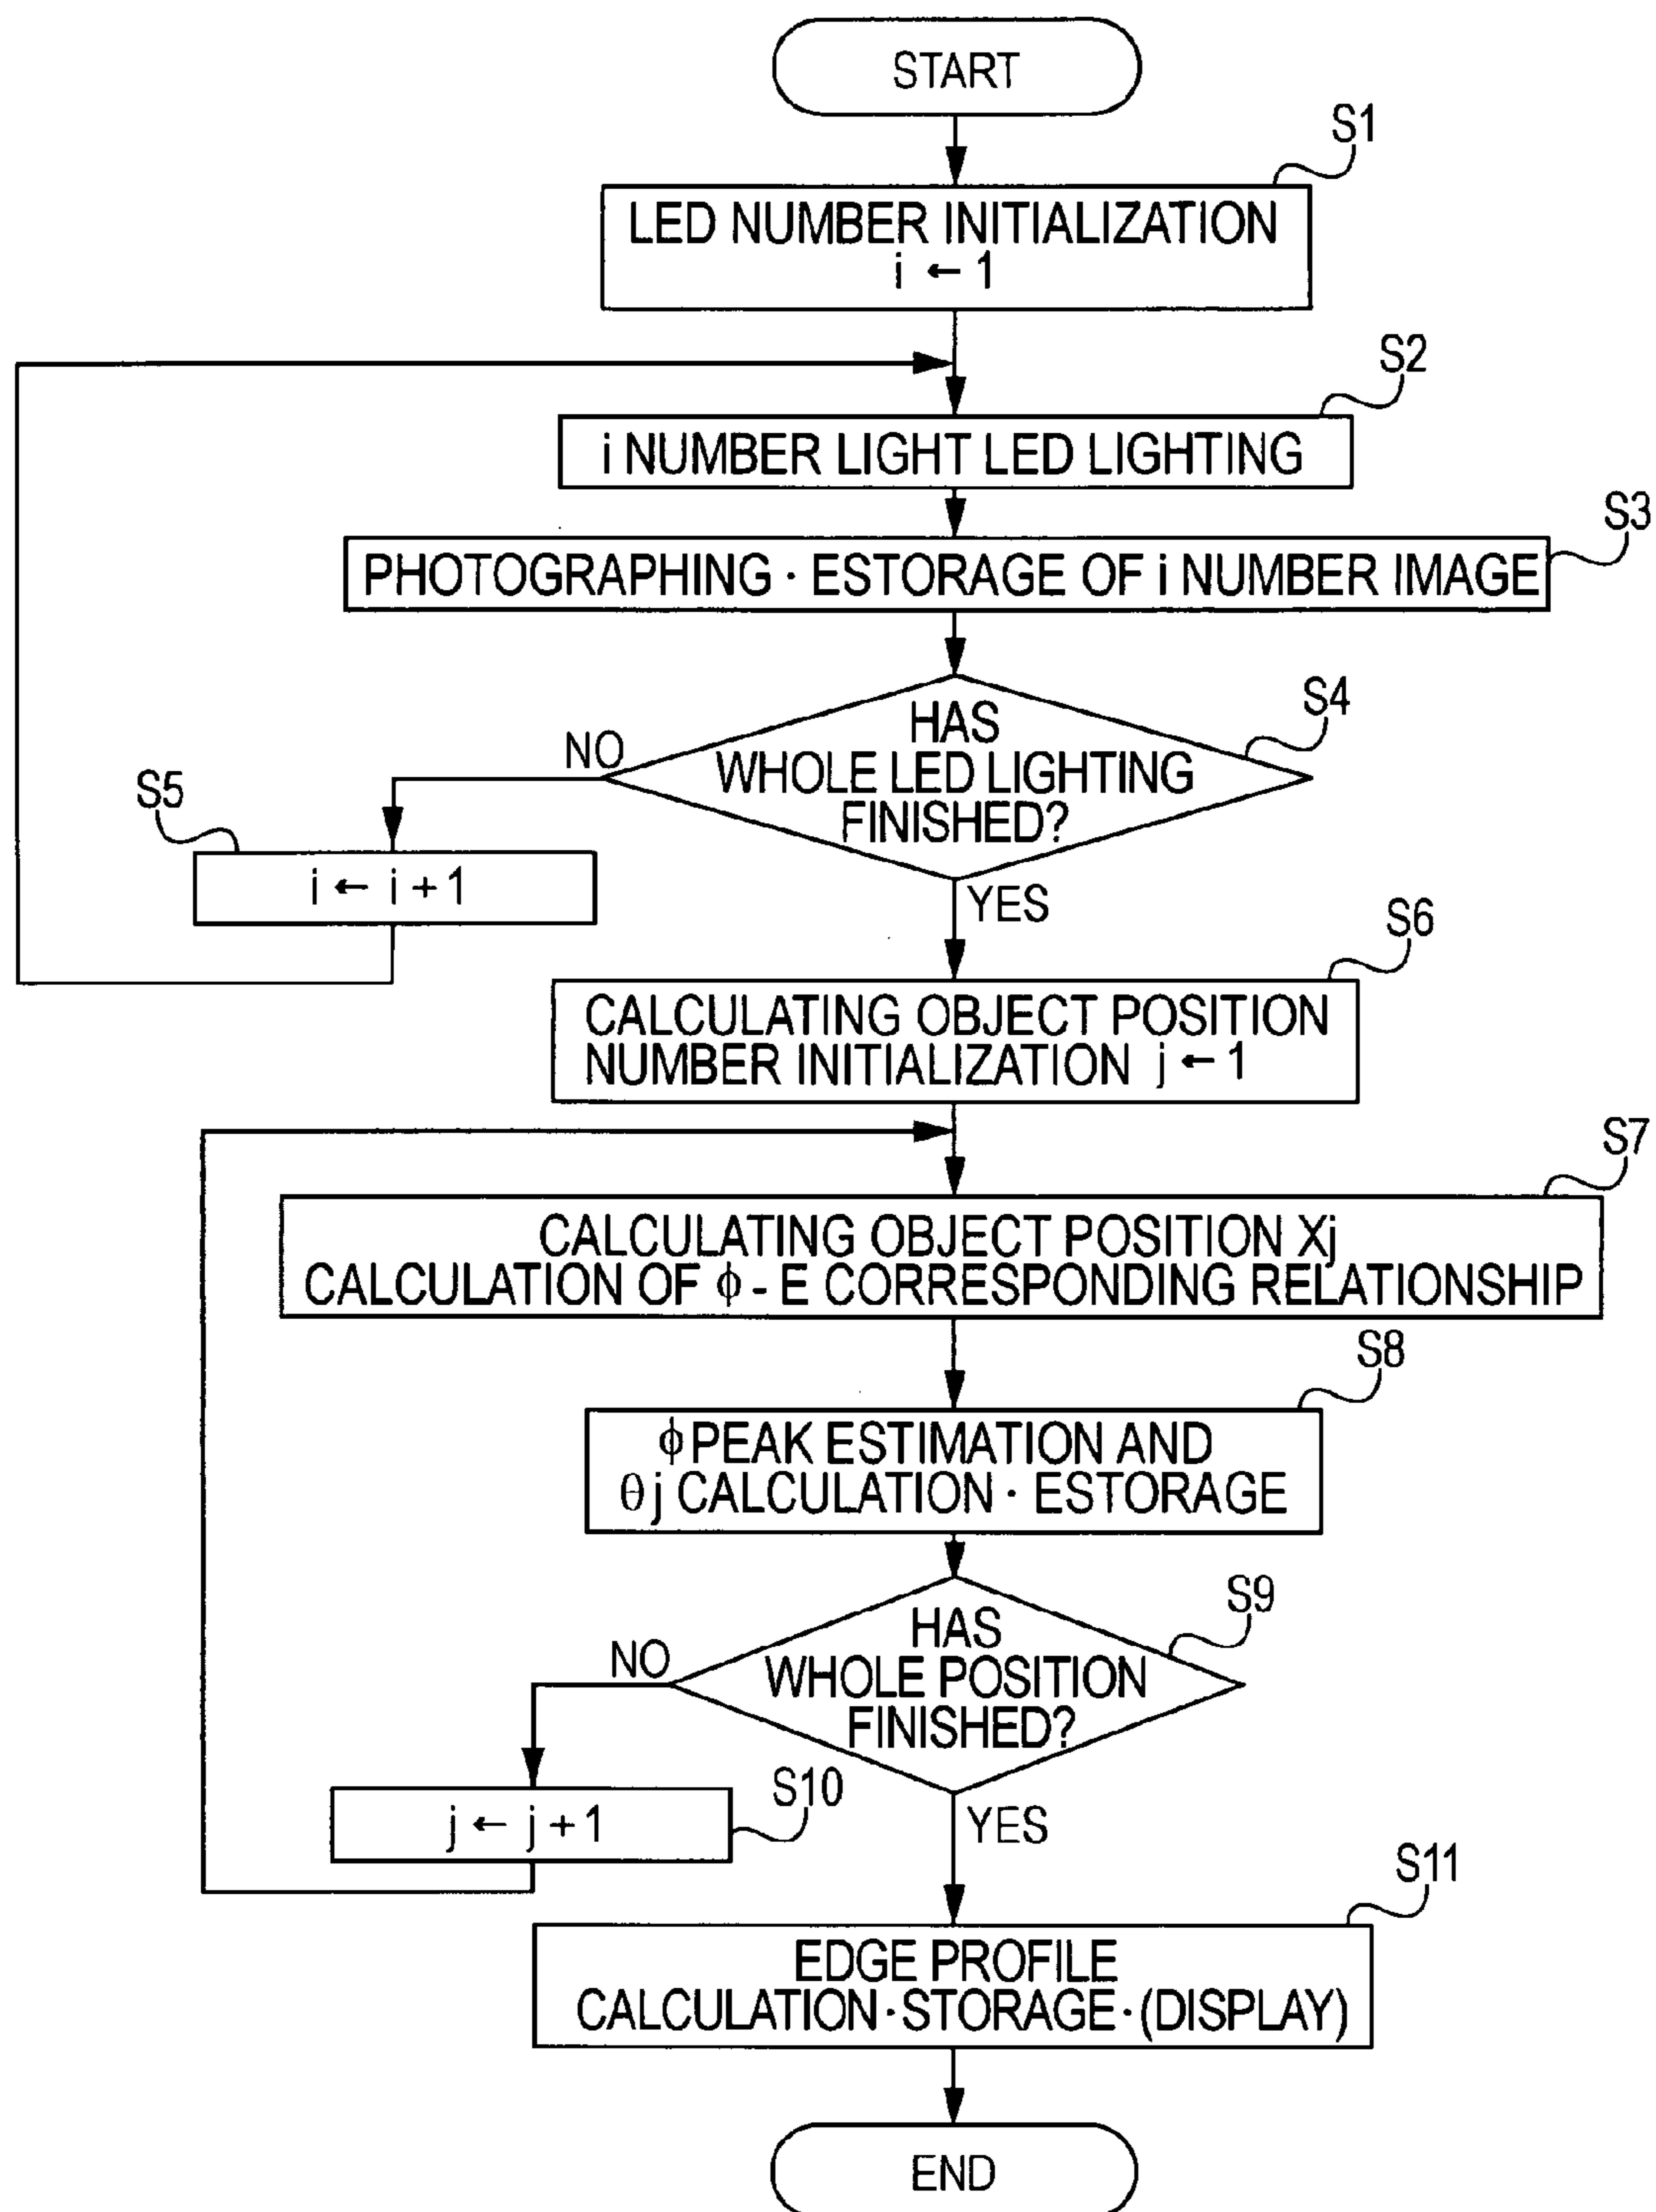 START
S1
LED NUMBER INITIALIZATION
i ← 1
S2
i NUMBER LIGHT LED LIGHTING
S3
PHOTOGRAPHING · ESTORAGE OF i NUMBER IMAGE
S4
HAS
WHOLE LED LIGHTING
FINISHED?
NO
S5
i ← i + 1
YES
S6
CALCULATING OBJECT POSITION
NUMBER INITIALIZATION j ← 1
S7
CALCULATING OBJECT POSITION Xj
CALCULATION OF ϕ - E CORRESPONDING RELATIONSHIP
S8
ϕ PEAK ESTIMATION AND
θj CALCULATION · ESTORAGE
S9
HAS
WHOLE POSITION
FINISHED?
NO
S10
j ← j + 1
YES
S11
EDGE PROFILE
CALCULATION · STORAGE · (DISPLAY)
END